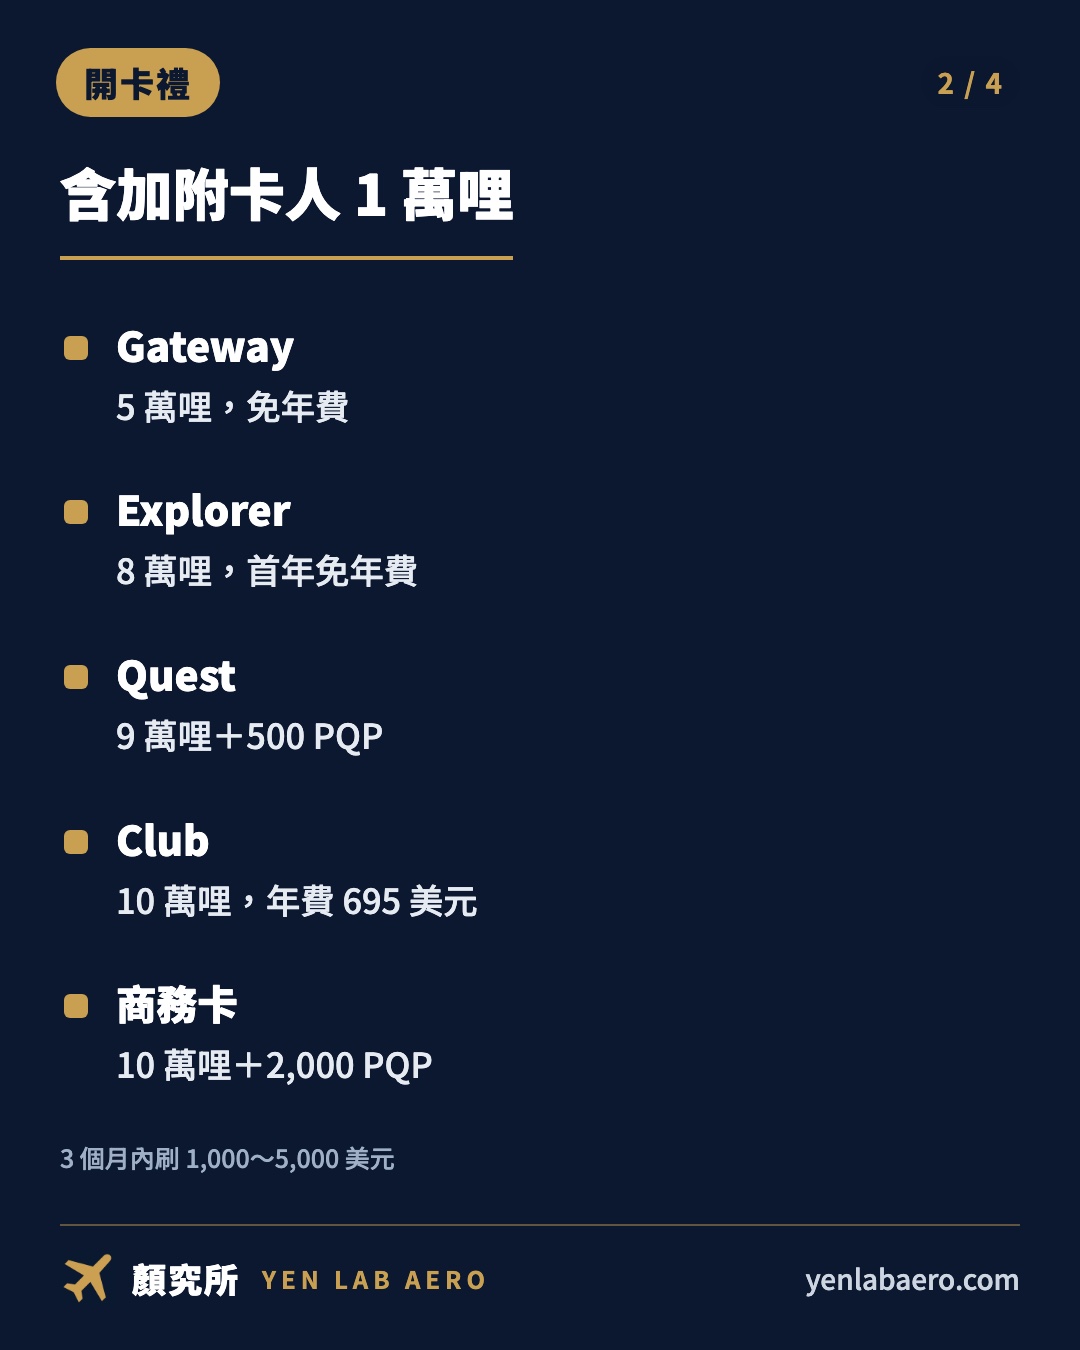 開卡禮
2 / 4
含加附卡人 1 萬哩
Gateway
5 萬哩，免年費
Explorer
8 萬哩，首年免年費
Quest
9 萬哩＋500 PQP
Club
10 萬哩，年費 695 美元
商務卡
10 萬哩＋2,000 PQP
3 個月內刷 1,000～5,000 美元
顏究所 YEN LAB AERO
yenlabaero.com